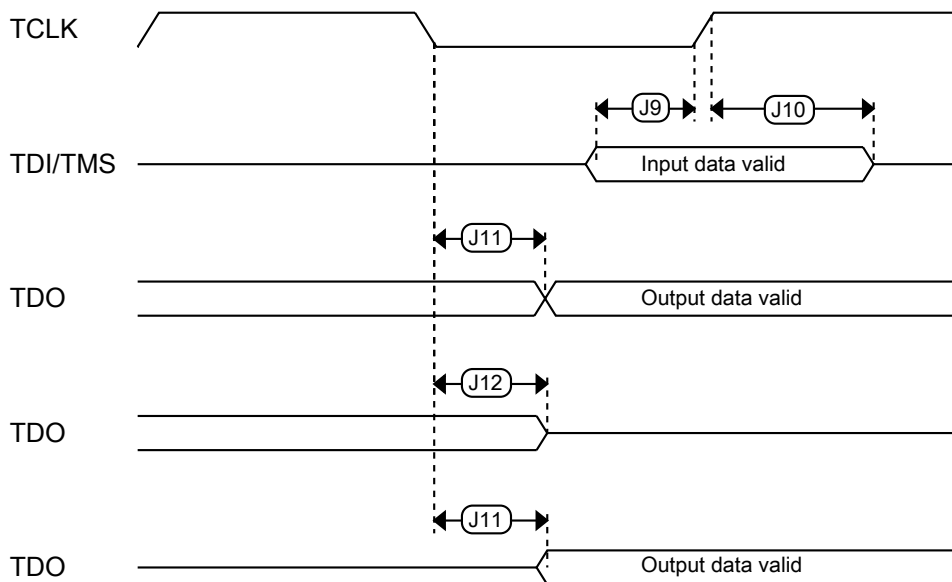 TCLK
J9
J10
TDI/TMS
Input data valid
J11
TDO
Output data valid
J12
TDO
J11
TDO
Output data valid